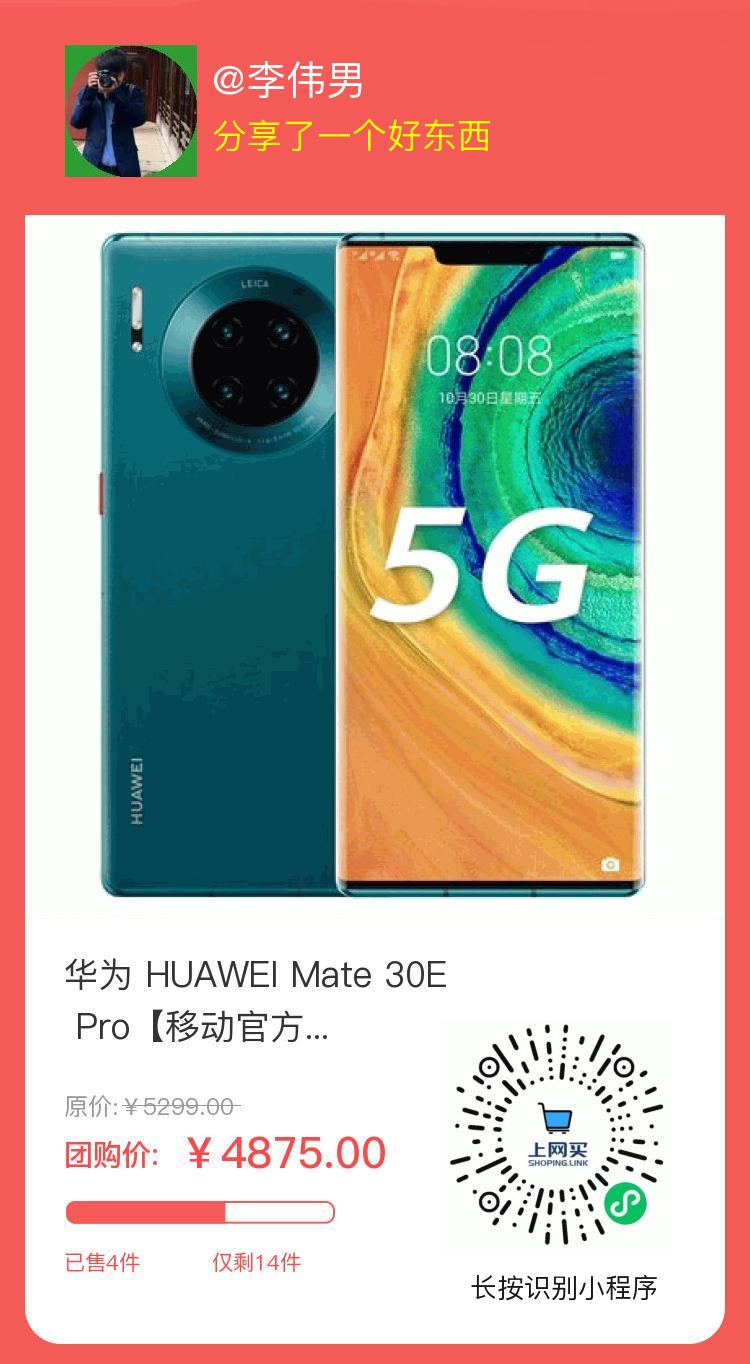 @李伟男
分享了一个好东西
LEICA
08:08
10月30日星期五
5G
HUAWEI
华为 HUAWEI Mate 30E
Pro【移动官方...
原价:￥5299.00
团购价: ￥4875.00
上网买
SHOPING.LINK
已售4件 仅剩14件
长按识别小程序